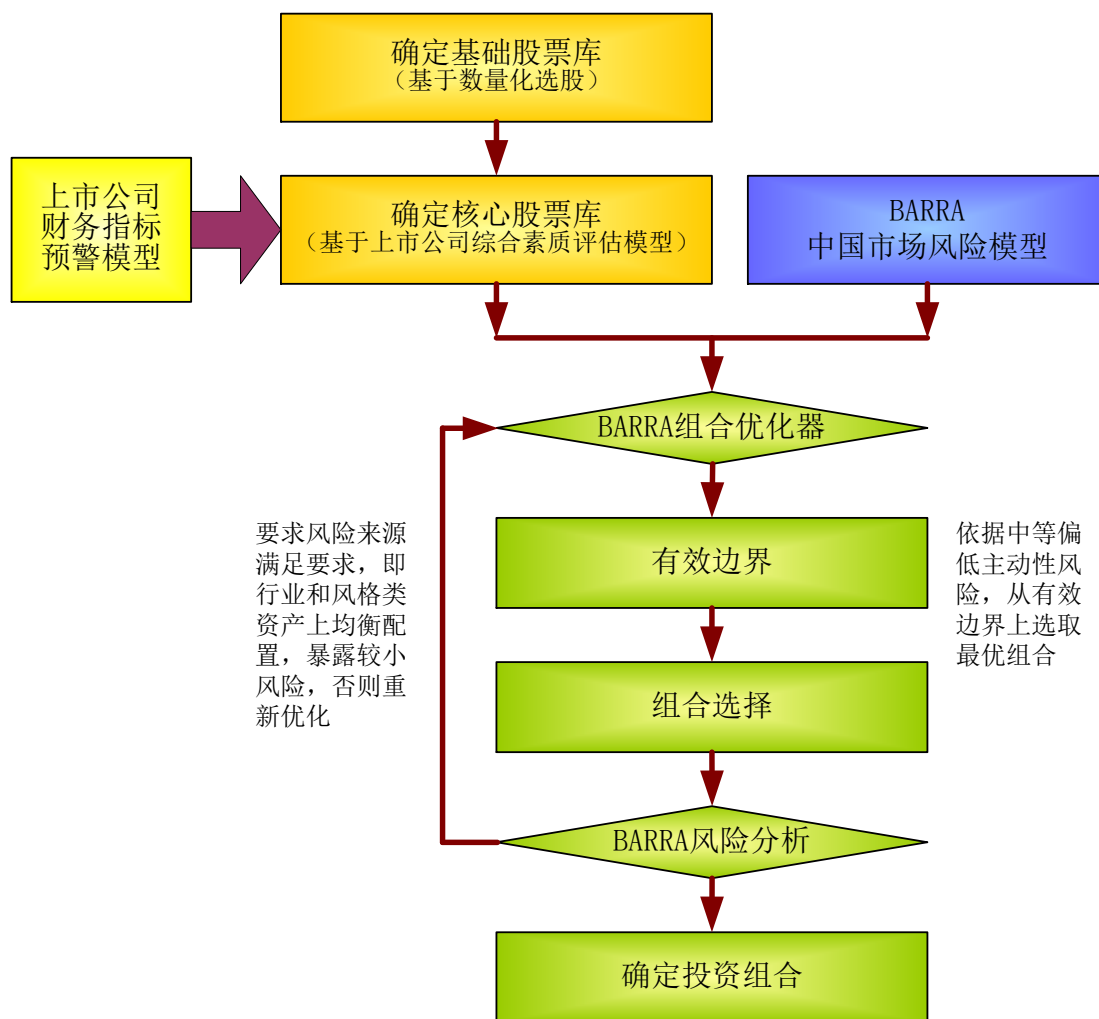 确定基础股票库
（基于数量化选股）
上市公司
财务指标
预警模型
确定核心股票库
（基于上市公司综合素质评估模型）
BARRA
中国市场风险模型
BARRA组合优化器
要求风险来源
满足要求，即
行业和风格类
资产上均衡配
置，暴露较小
风险，否则重
新优化
有效边界
依据中等偏
低主动性风
险，从有效
边界上选取
最优组合
组合选择
BARRA风险分析
确定投资组合